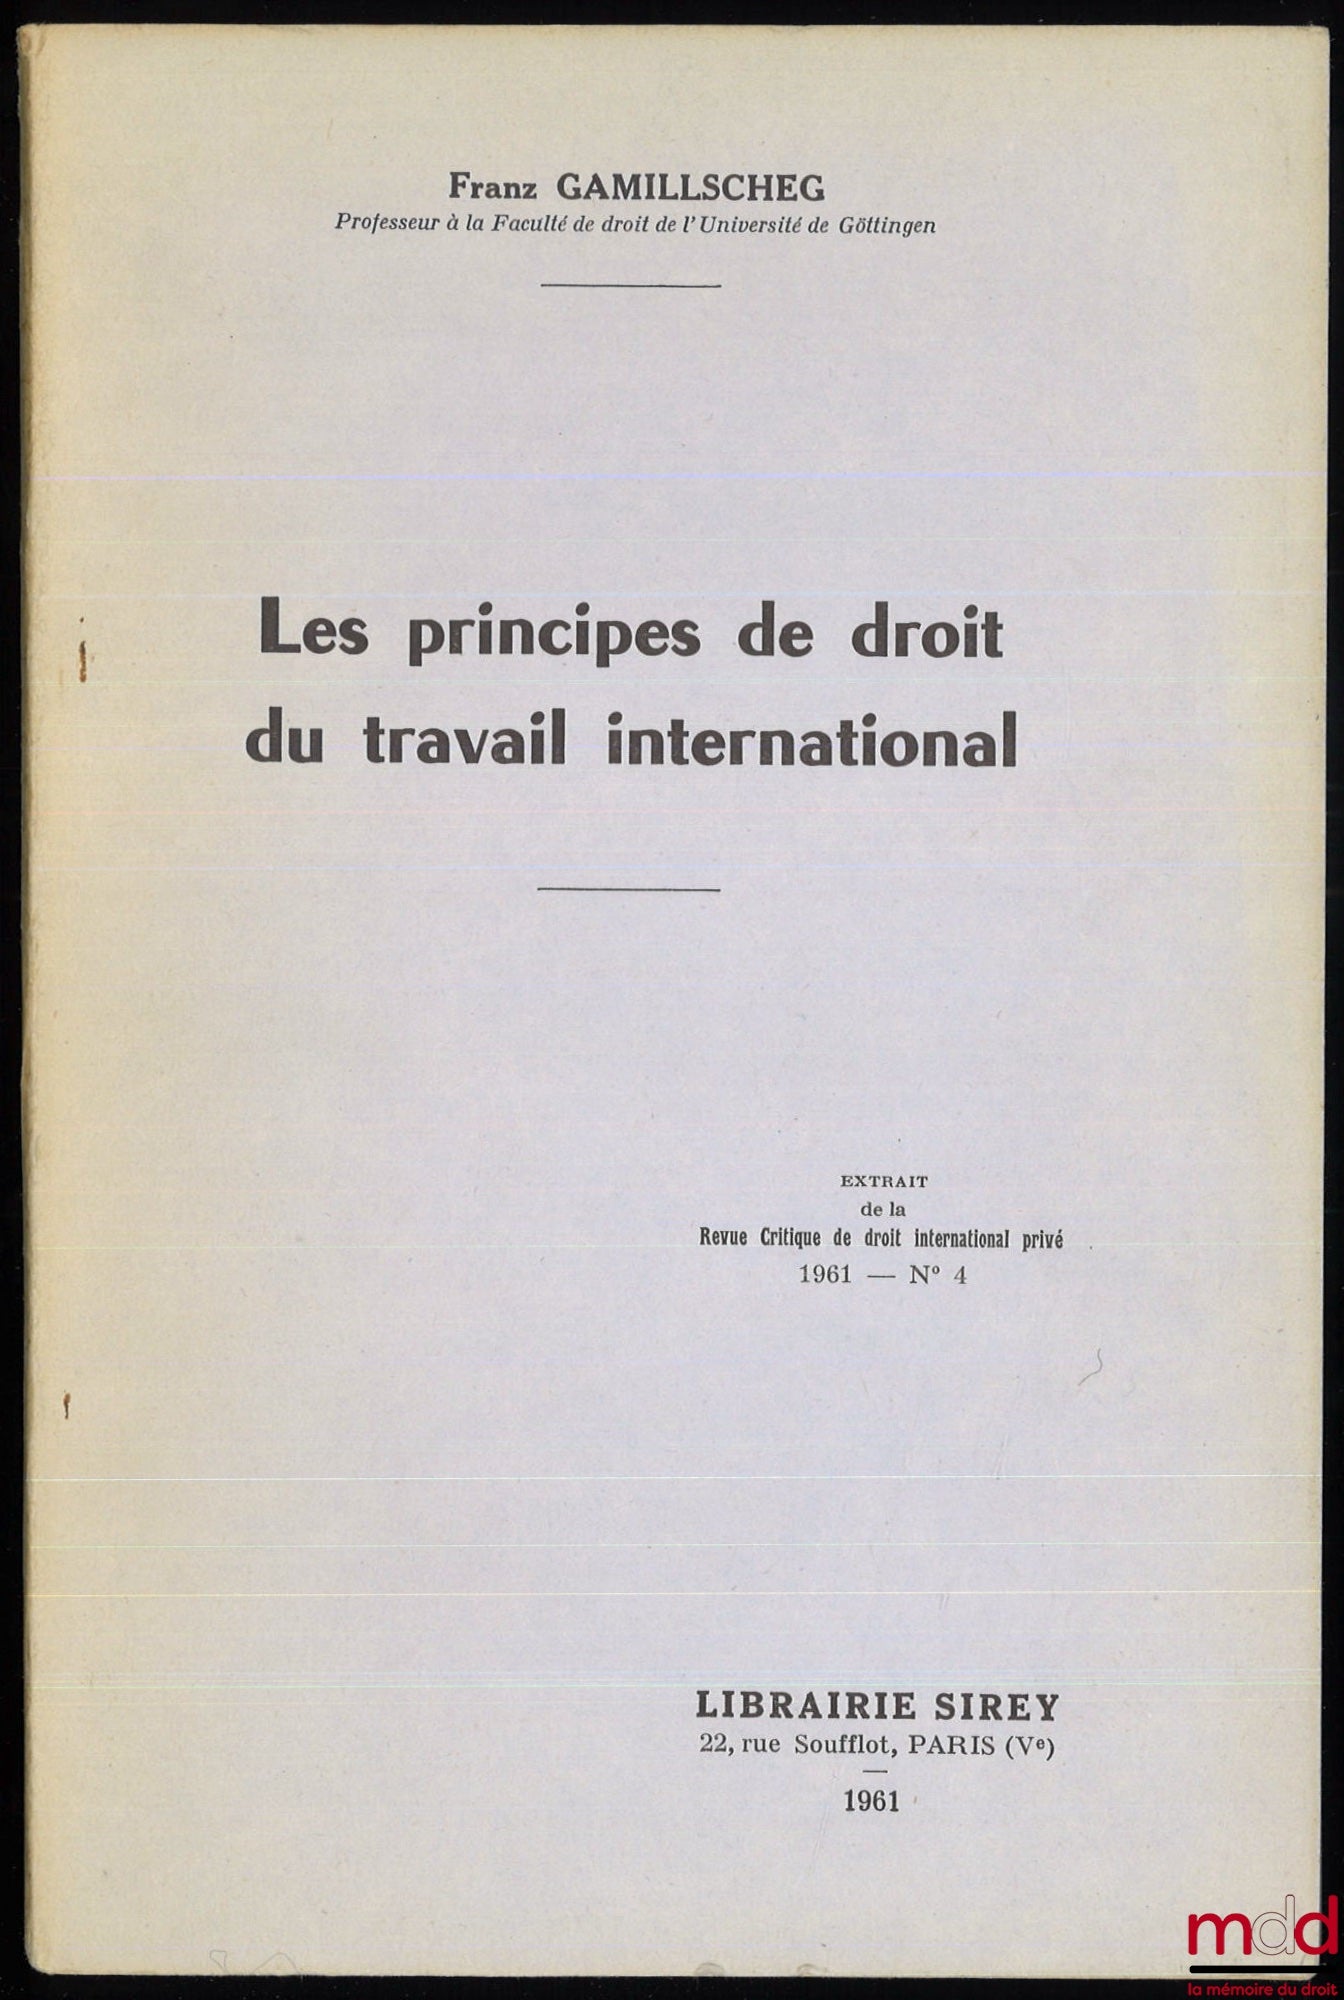 Franz GAMILLSCHEG
Professeur à la Faculté de droit de l'Université de Göttingen
Les principes de droit
du travail international
EXTRAIT
de la
Revue Critique de droit international privé
1961 — Nº 4
LIBRAIRIE SIREY
22, rue Soufflot, PARIS (Vᵉ)
1961
mdd
la mémoire du droit